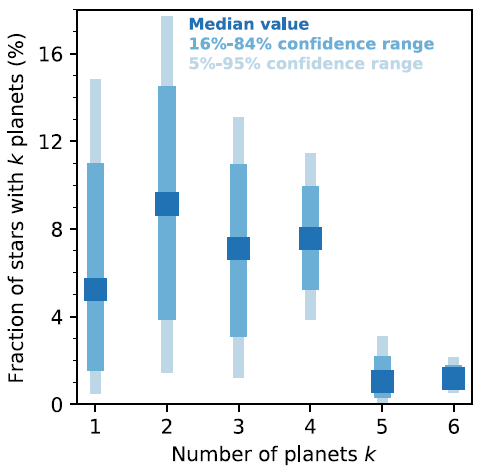 Median value
16%-84% confidence range
5%-95% confidence range
Fraction of stars with k planets (%)
16
12
8
4
0
1 2 3 4 5 6
Number of planets k